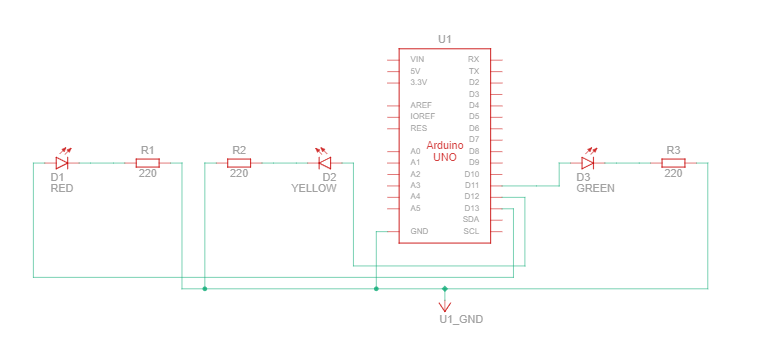 U1
VIN
5V
3.3V
AREF
IOREF
RES
A0
A1
A2
A3
A4
A5
GND
Arduino
UNO
RX
TX
D2
D3
D4
D5
D6
D7
D8
D9
D10
D11
D12
D13
SDA
SCL
D1
RED
R1
220
R2
220
D2
YELLOW
D3
GREEN
R3
220
U1_GND